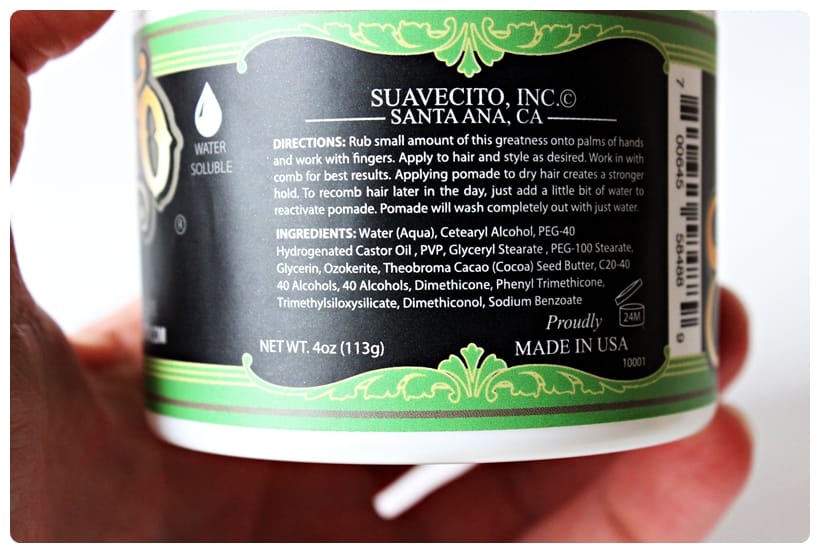 WATER
SOLUBLE
®
SUAVECITO, INC.©
SANTA ANA, CA
DIRECTIONS: Rub small amount of this greatness onto palms of hands
and work with fingers. Apply to hair and style as desired. Work in with
comb for best results. Applying pomade to dry hair creates a stronger
hold. To recomb hair later in the day, just add a little bit of water to
reactivate pomade. Pomade will wash completely out with just water.
INGREDIENTS: Water (Aqua), Cetearyl Alcohol, PEG-40
Hydrogenated Castor Oil , PVP, Glyceryl Stearate , PEG-100 Stearate,
Glycerin, Ozokerite, Theobroma Cacao (Cocoa) Seed Butter, C20-40
40 Alcohols, 40 Alcohols, Dimethicone, Phenyl Trimethicone,
Trimethylsiloxysilicate, Dimethiconol, Sodium Benzoate
24M
Proudly
NET WT. 4oz (113g)
MADE IN USA
10001
7 00645 58488 9